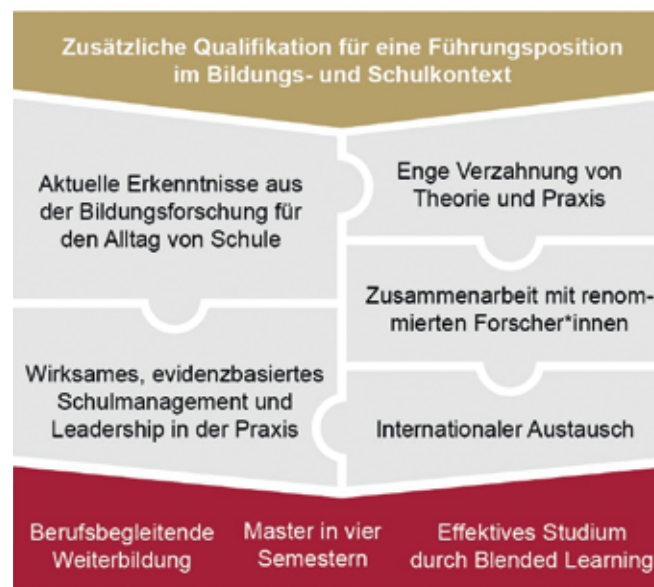 Zusätzliche Qualifikation für eine Führungsposition
im Bildungs- und Schulkontext
Aktuelle Erkenntnisse aus
der Bildungsforschung für
den Alltag von Schule
Enge Verzahnung von
Theorie und Praxis
Zusammenarbeit mit renom-
mierten Forscher*innen
Wirksames, evidenzbasiertes
Schulmanagement und
Leadership in der Praxis
Internationaler Austausch
Berufsbegleitende
Weiterbildung
Master in vier
Semestern
Effektives Studium
durch Blended Learning